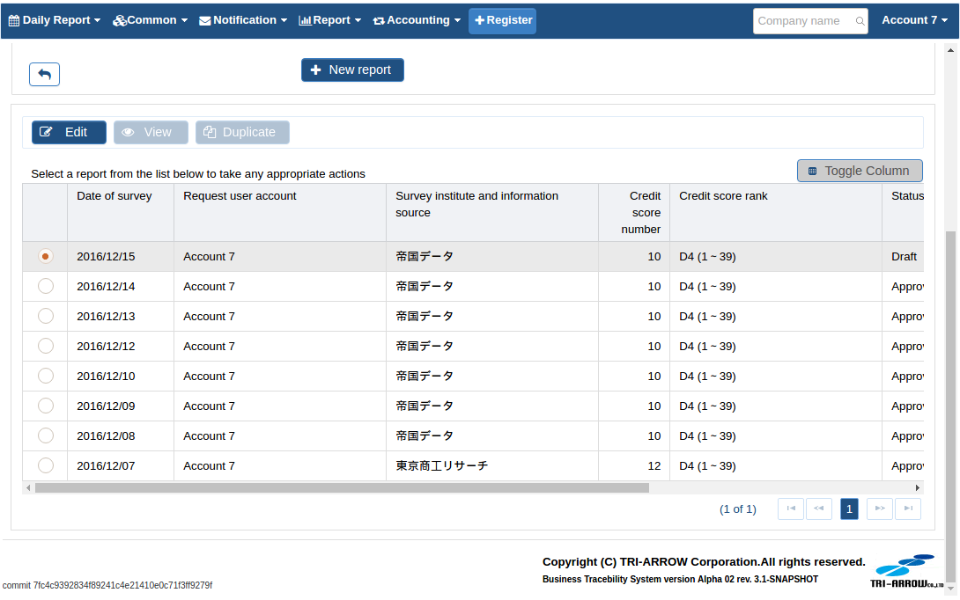 Daily Report Common Notification Report Accounting Register Company name Account 7
New report
Edit View Duplicate
Select a report from the list below to take any appropriate actions Toggle Column
Date of survey Request user account Survey institute and information source Credit score number Credit score rank Status
2016/12/15 Account 7 帝国データ 10 D4 (1 ~ 39) Draft
2016/12/14 Account 7 帝国データ 10 D4 (1 ~ 39) Approv
2016/12/13 Account 7 帝国データ 10 D4 (1 ~ 39) Approv
2016/12/12 Account 7 帝国データ 10 D4 (1 ~ 39) Approv
2016/12/10 Account 7 帝国データ 10 D4 (1 ~ 39) Approv
2016/12/09 Account 7 帝国データ 10 D4 (1 ~ 39) Approv
2016/12/08 Account 7 帝国データ 10 D4 (1 ~ 39) Approv
2016/12/07 Account 7 東京商工リサーチ 12 D4 (1 ~ 39) Approv
(1 of 1) 1
Copyright (C) TRI-ARROW Corporation.All rights reserved.
Business Tracebility System version Alpha 02 rev. 3.1-SNAPSHOT
TRI-ARROW Co.,LTD
commit 7fc4c9392834f89241c4e21410e0c71f3ff9279f